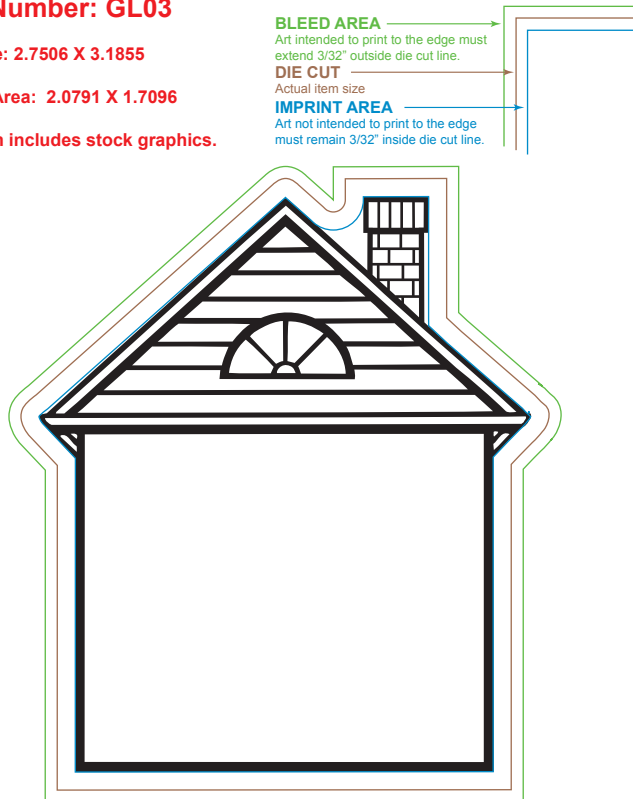 Number: GL03
e: 2.7506 X 3.1855
Area: 2.0791 X 1.7096
n includes stock graphics.
BLEED AREA
Art intended to print to the edge must
extend 3/32" outside die cut line.
DIE CUT
Actual item size
IMPRINT AREA
Art not intended to print to the edge
must remain 3/32" inside die cut line.